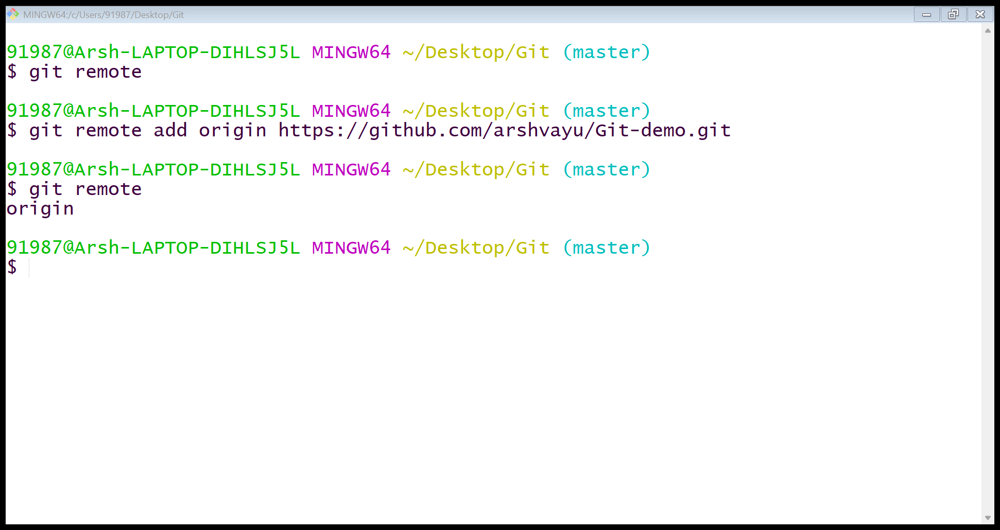 MINGW64:/c/Users/91987/Desktop/Git
91987@Arsh-LAPTOP-DIHLSJ5L MINGW64 ~/Desktop/Git (master)
$ git remote
91987@Arsh-LAPTOP-DIHLSJ5L MINGW64 ~/Desktop/Git (master)
$ git remote add origin https://github.com/arshvayu/Git-demo.git
91987@Arsh-LAPTOP-DIHLSJ5L MINGW64 ~/Desktop/Git (master)
$ git remote
origin
91987@Arsh-LAPTOP-DIHLSJ5L MINGW64 ~/Desktop/Git (master)
$